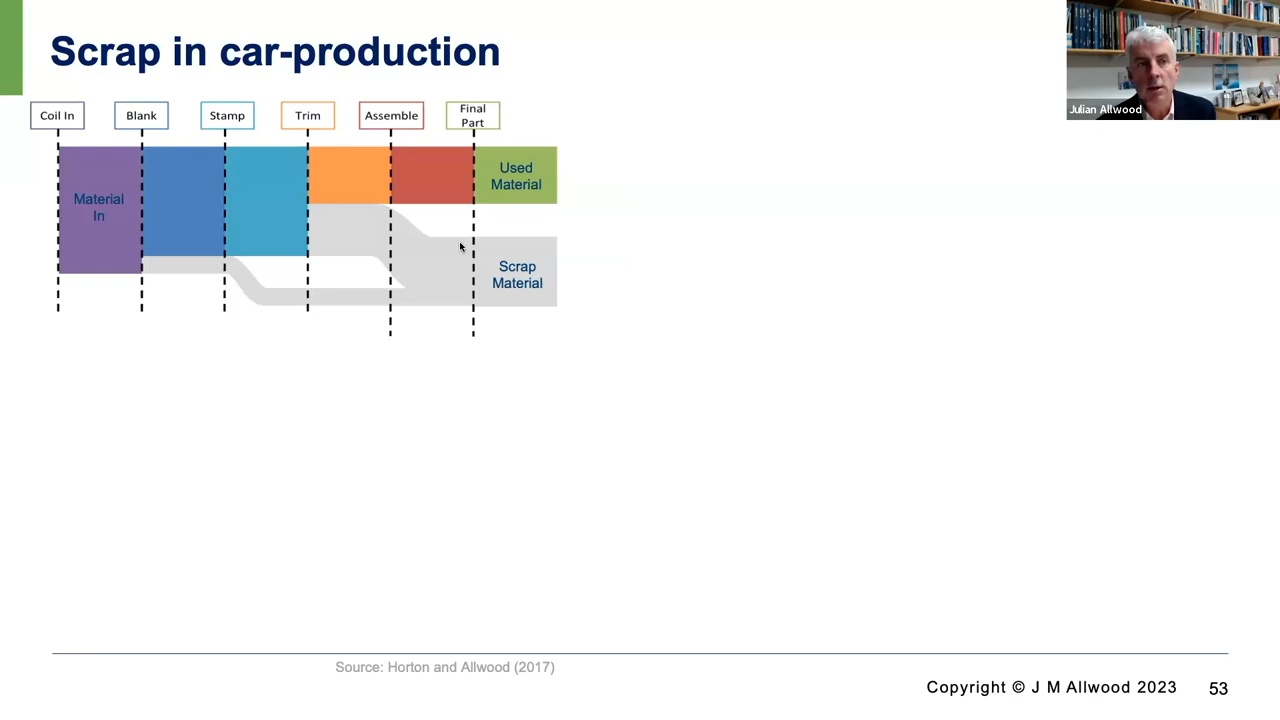 Scrap in car-production
Julian Allwood
Coil In
Blank
Stamp
Trim
Assemble
Final
Part
Material
In
Used
Material
Scrap
Material
Source: Horton and Allwood (2017)
Copyright © J M Allwood 2023
53